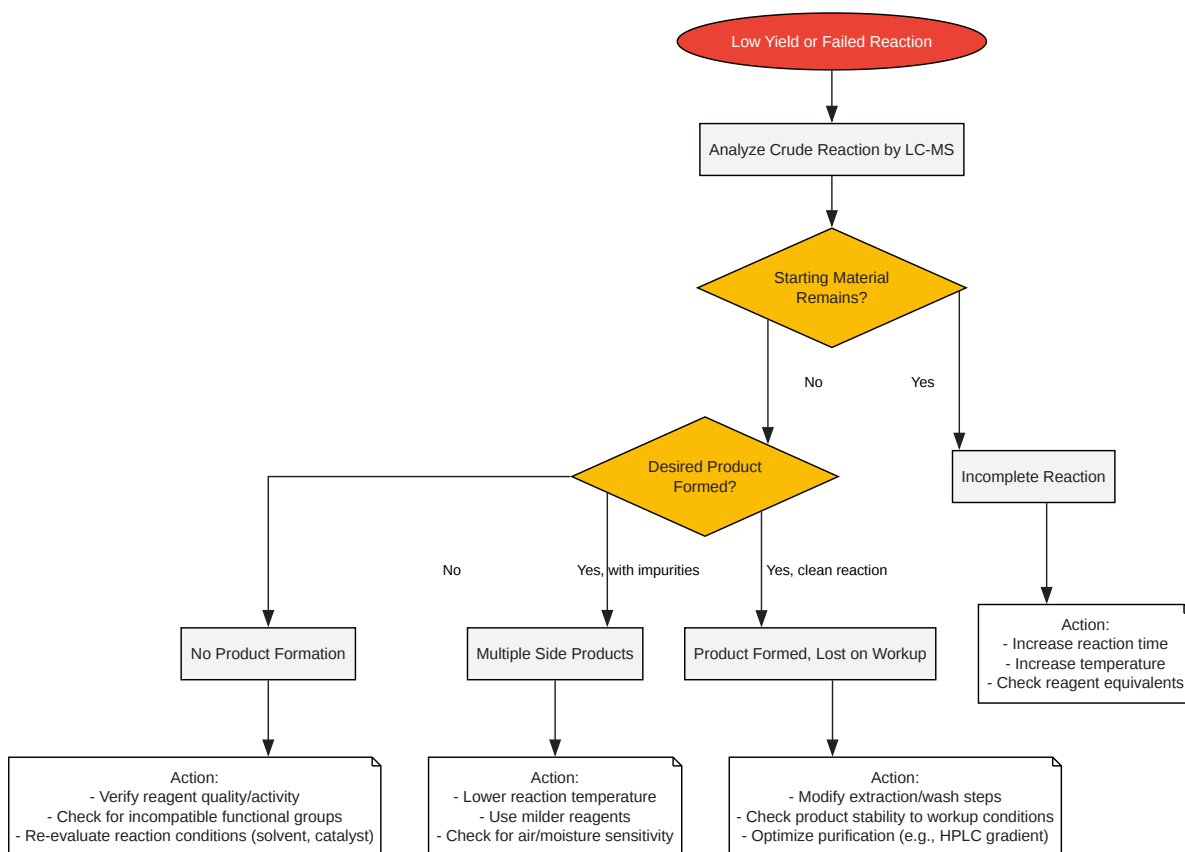 Low Yield or Failed Reaction
Analyze Crude Reaction by LC-MS
Starting Material
Remains?
No
Yes
Desired Product
Formed?
Incomplete Reaction
No
Yes, with impurities
Yes, clean reaction
Action:
- Increase reaction time
- Increase temperature
- Check reagent equivalents
No Product Formation
Multiple Side Products
Product Formed, Lost on Workup
Action:
- Verify reagent quality/activity
- Check for incompatible functional groups
- Re-evaluate reaction conditions (solvent, catalyst)
Action:
- Lower reaction temperature
- Use milder reagents
- Check for air/moisture sensitivity
Action:
- Modify extraction/wash steps
- Check product stability to workup conditions
- Optimize purification (e.g., HPLC gradient)